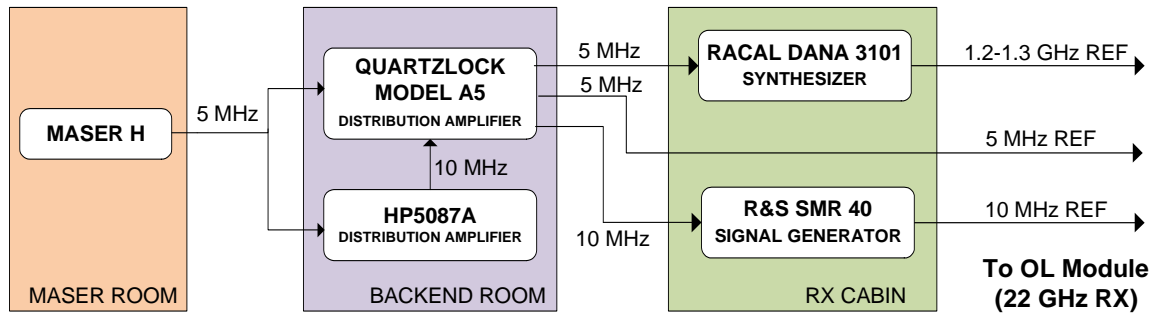 MASER H
MASER ROOM
5 MHz
QUARTZLOCK
MODEL A5
DISTRIBUTION AMPLIFIER
10 MHz
HP5087A
DISTRIBUTION AMPLIFIER
BACKEND ROOM
5 MHz
5 MHz
10 MHz
RACAL DANA 3101
SYNTHESIZER
R&S SMR 40
SIGNAL GENERATOR
RX CABIN
1.2-1.3 GHz REF
5 MHz REF
10 MHz REF
To OL Module
(22 GHz RX)